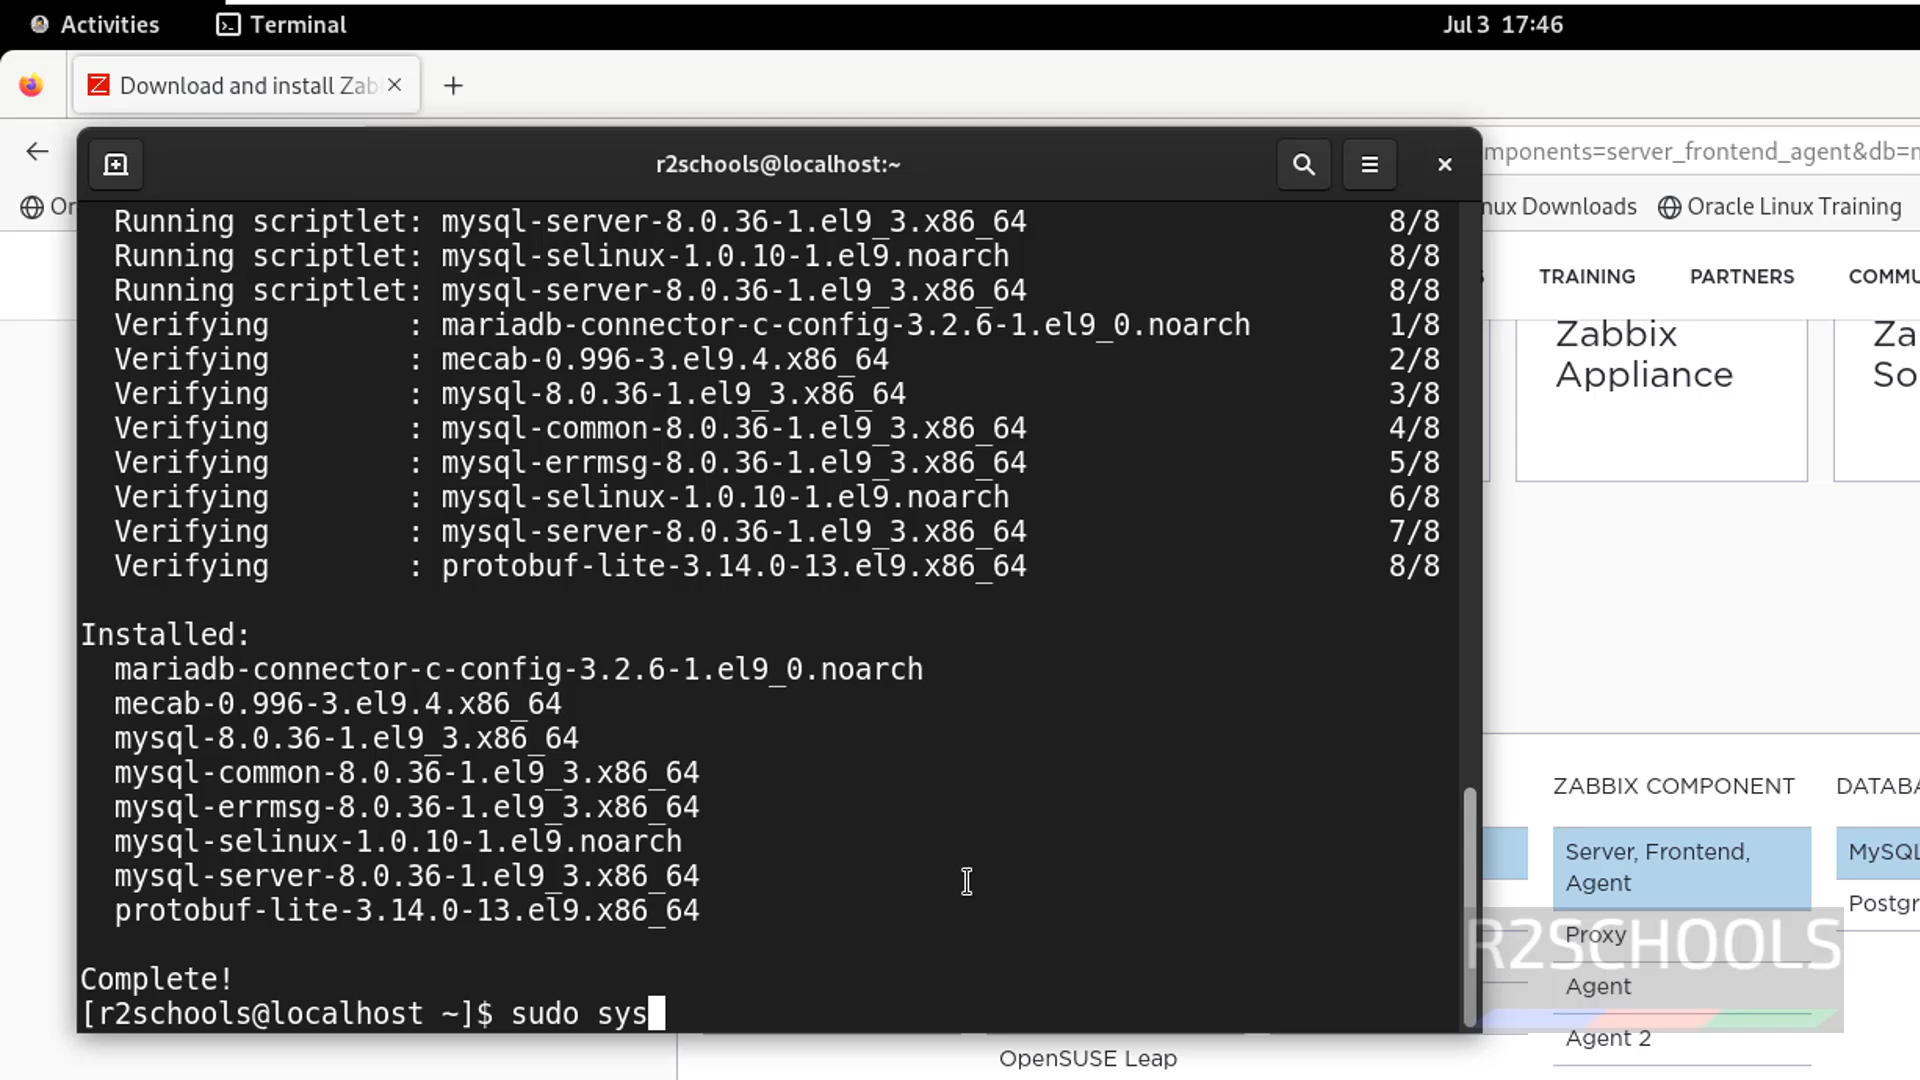 Activities
Terminal
Jul 3 17:46
Download and install Zab
r2schools@localhost:~
mponents=server_frontend_agent&db=m
Or
nux Downloads
Oracle Linux Training
TRAINING
PARTNERS
COMMU
Running scriptlet: mysql-server-8.0.36-1.el9_3.x86_64 8/8
Running scriptlet: mysql-selinux-1.0.10-1.el9.noarch 8/8
Running scriptlet: mysql-server-8.0.36-1.el9_3.x86_64 8/8
Verifying : mariadb-connector-c-config-3.2.6-1.el9_0.noarch 1/8
Verifying : mecab-0.996-3.el9.4.x86_64 2/8
Verifying : mysql-8.0.36-1.el9_3.x86_64 3/8
Verifying : mysql-common-8.0.36-1.el9_3.x86_64 4/8
Verifying : mysql-errmsg-8.0.36-1.el9_3.x86_64 5/8
Verifying : mysql-selinux-1.0.10-1.el9.noarch 6/8
Verifying : mysql-server-8.0.36-1.el9_3.x86_64 7/8
Verifying : protobuf-lite-3.14.0-13.el9.x86_64 8/8
Installed:
mariadb-connector-c-config-3.2.6-1.el9_0.noarch
mecab-0.996-3.el9.4.x86_64
mysql-8.0.36-1.el9_3.x86_64
mysql-common-8.0.36-1.el9_3.x86_64
mysql-errmsg-8.0.36-1.el9_3.x86_64
mysql-selinux-1.0.10-1.el9.noarch
mysql-server-8.0.36-1.el9_3.x86_64
protobuf-lite-3.14.0-13.el9.x86_64
Complete!
[r2schools@localhost ~]$ sudo sys
Zabbix
Appliance
Za
So
ZABBIX COMPONENT
DATABA
Server, Frontend,
Agent
MySQL
Postgr
Proxy
R2SCHOOLS
Agent
Agent 2
OpenSUSE Leap